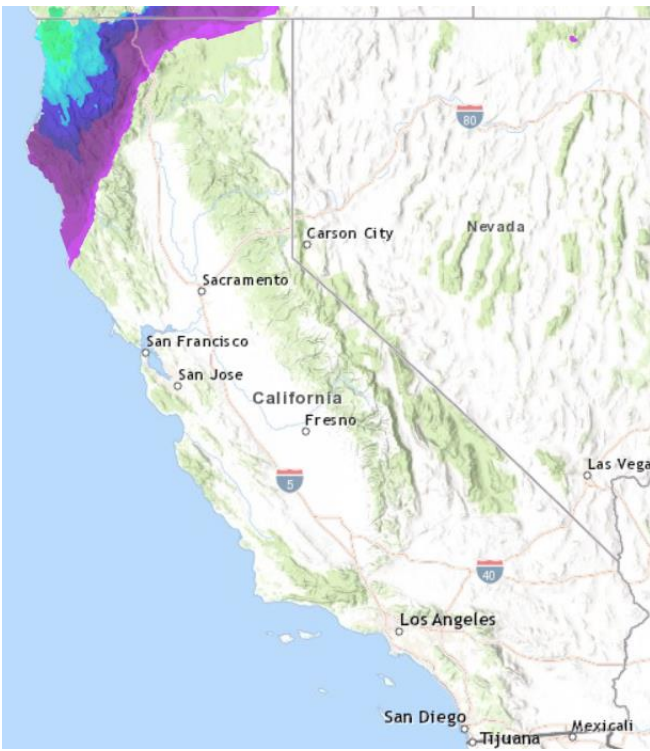 80
Carson City
Nevada
Sacramento
San Francisco
San Jose
California
Fresno
Las Vega
5
40
Los Angeles
San Diego
Mexicali
Tijuana